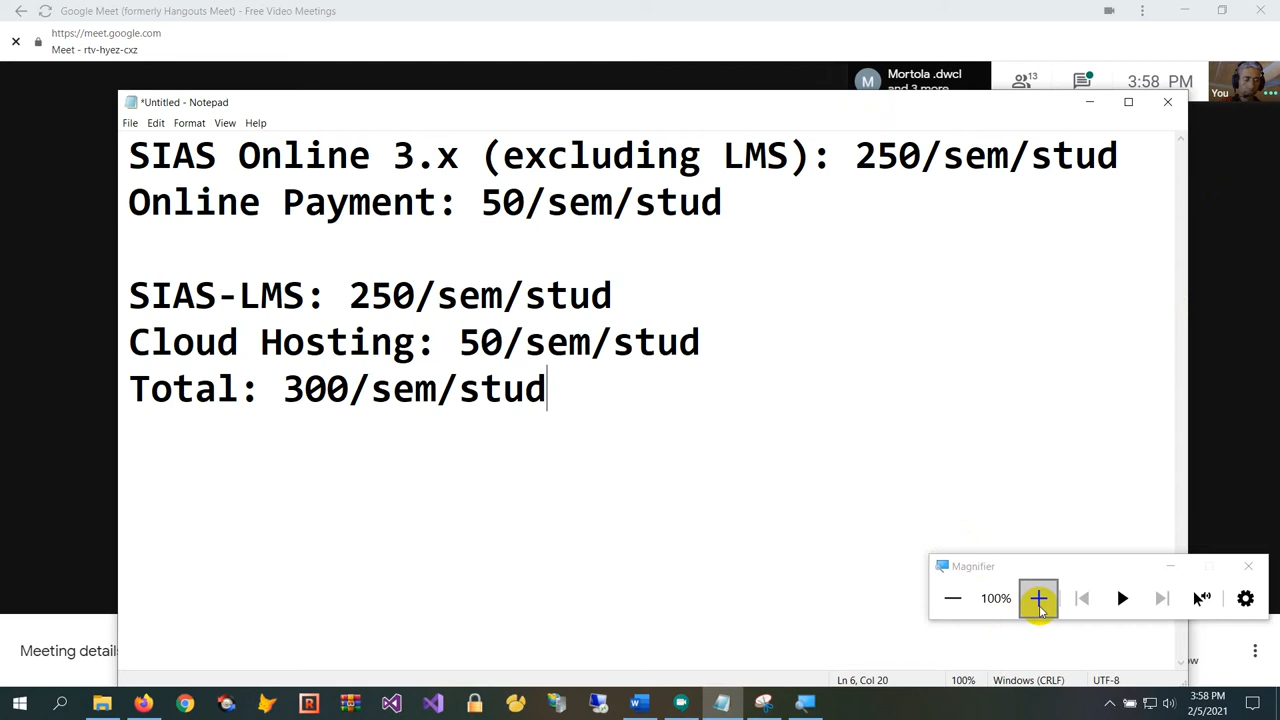 Google Meet (formerly Hangouts Meet) - Free Video Meetings
https://meet.google.com
Meet - rtv-hyez-cxz
M
Mortola .dwcl
and 3 more
13
3:58 PM
You
*Untitled - Notepad
File Edit Format View Help
SIAS Online 3.x (excluding LMS): 250/sem/stud
Online Payment: 50/sem/stud
SIAS-LMS: 250/sem/stud
Cloud Hosting: 50/sem/stud
Total: 300/sem/stud
Magnifier
100%
Meeting details
Ln 6, Col 20
100%
Windows (CRLF)
UTF-8
3:58 PM
2/5/2021